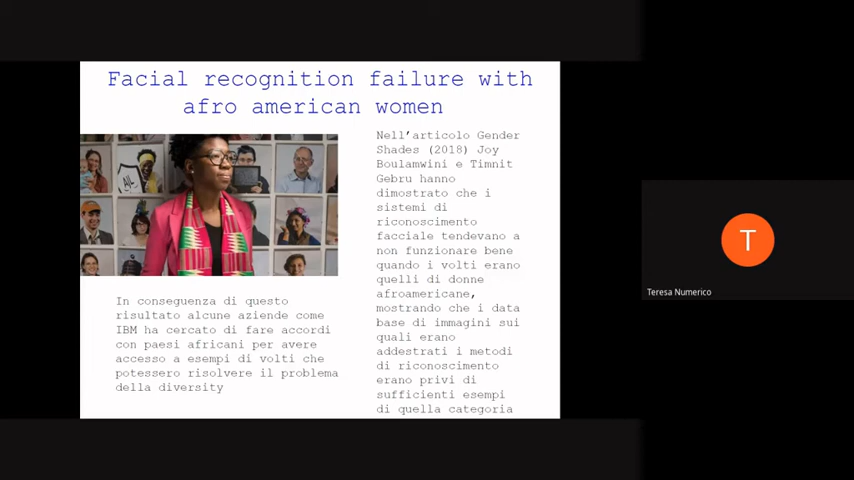 Facial recognition failure with
afro american women
Nell'articolo Gender
Shades (2018) Joy
Boulamwini e Timnit
Gebru hanno
dimostrato che i
sistemi di
riconoscimento
facciale tendevano a
non funzionare bene
quando i volti erano
quelli di donne
afroamericane,
mostrando che i data
base di immagini sui
quali erano
addestrati i metodi
di riconoscimento
erano privi di
sufficienti esempi
di quella categoria
AJL
In conseguenza di questo
risultato alcune aziende come
IBM ha cercato di fare accordi
con paesi africani per avere
accesso a esempi di volti che
potessero risolvere il problema
della diversity
T
Teresa Numerico